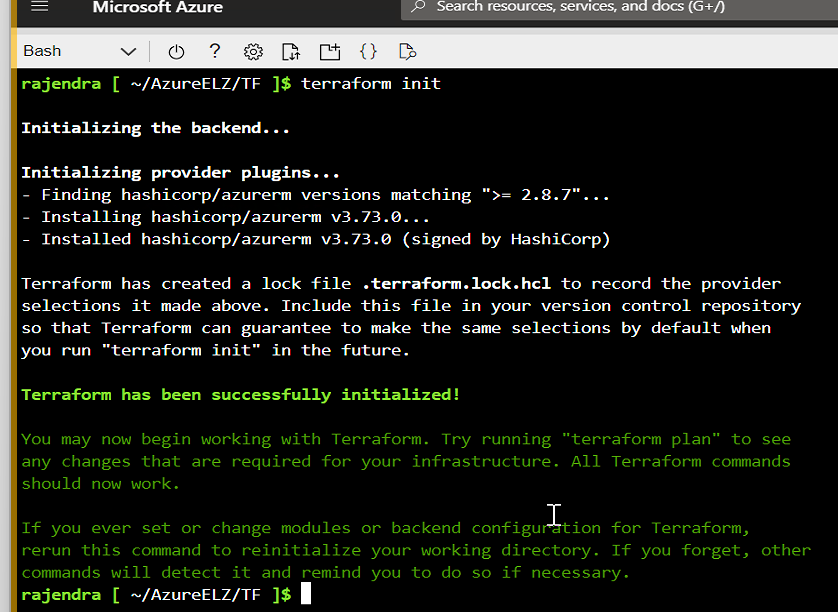 Microsoft Azure
Search resources, services, and docs (G+/)
Bash
rajendra [ ~/AzureELZ/TF ]$ terraform init
Initializing the backend...
Initializing provider plugins...
- Finding hashicorp/azurerm versions matching ">= 2.8.7"...
- Installing hashicorp/azurerm v3.73.0...
- Installed hashicorp/azurerm v3.73.0 (signed by HashiCorp)
Terraform has created a lock file .terraform.lock.hcl to record the provider
selections it made above. Include this file in your version control repository
so that Terraform can guarantee to make the same selections by default when
you run "terraform init" in the future.
Terraform has been successfully initialized!
You may now begin working with Terraform. Try running "terraform plan" to see
any changes that are required for your infrastructure. All Terraform commands
should now work.
If you ever set or change modules or backend configuration for Terraform,
rerun this command to reinitialize your working directory. If you forget, other
commands will detect it and remind you to do so if necessary.
rajendra [ ~/AzureELZ/TF ]$